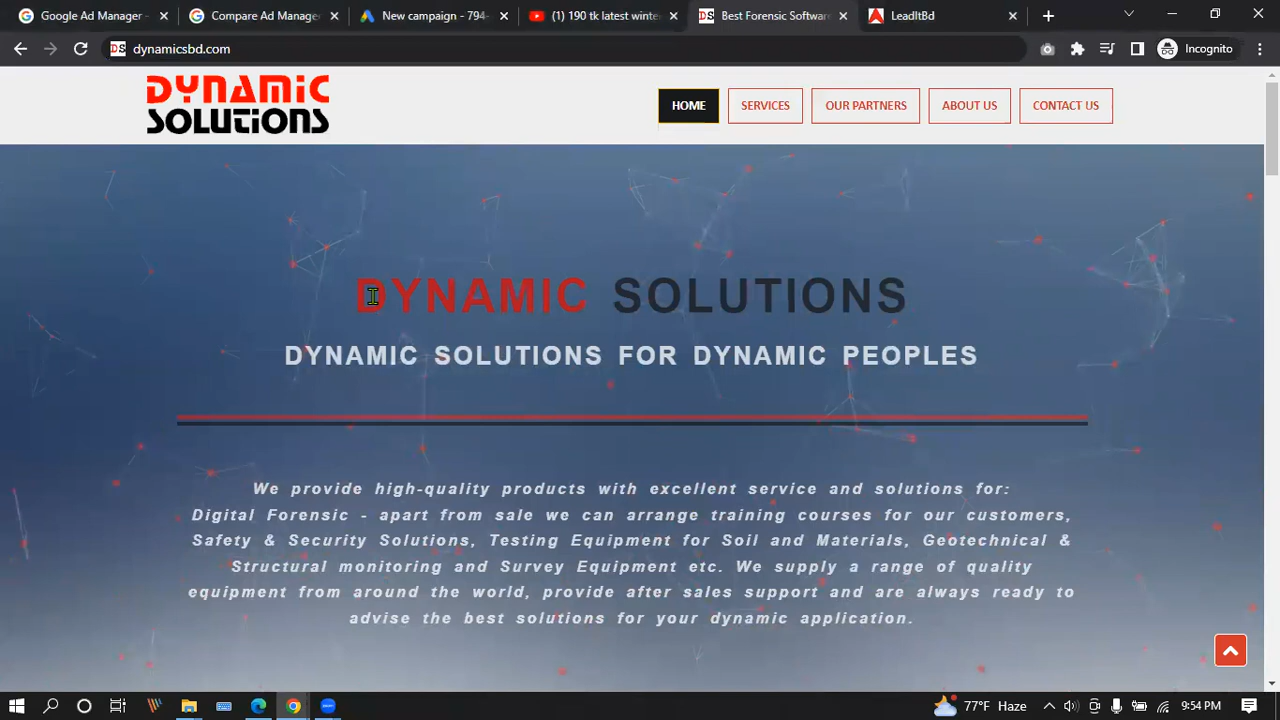 Google Ad Manager -
Compare Ad Manage
New campaign - 794-
(1) 190 tk latest winte
DS Best Forensic Software
LeadItBd
DS dynamicsbd.com
Incognito
DYNAMIC
SOLUTIONS
HOME
SERVICES
OUR PARTNERS
ABOUT US
CONTACT US
DYNAMIC SOLUTIONS
DYNAMIC SOLUTIONS FOR DYNAMIC PEOPLES
We provide high-quality products with excellent service and solutions for:
Digital Forensic - apart from sale we can arrange training courses for our customers,
Safety & Security Solutions, Testing Equipment for Soil and Materials, Geotechnical &
Structural monitoring and Survey Equipment etc. We supply a range of quality
equipment from around the world, provide after sales support and are always ready to
advise the best solutions for your dynamic application.
77°F Haze
9:54 PM